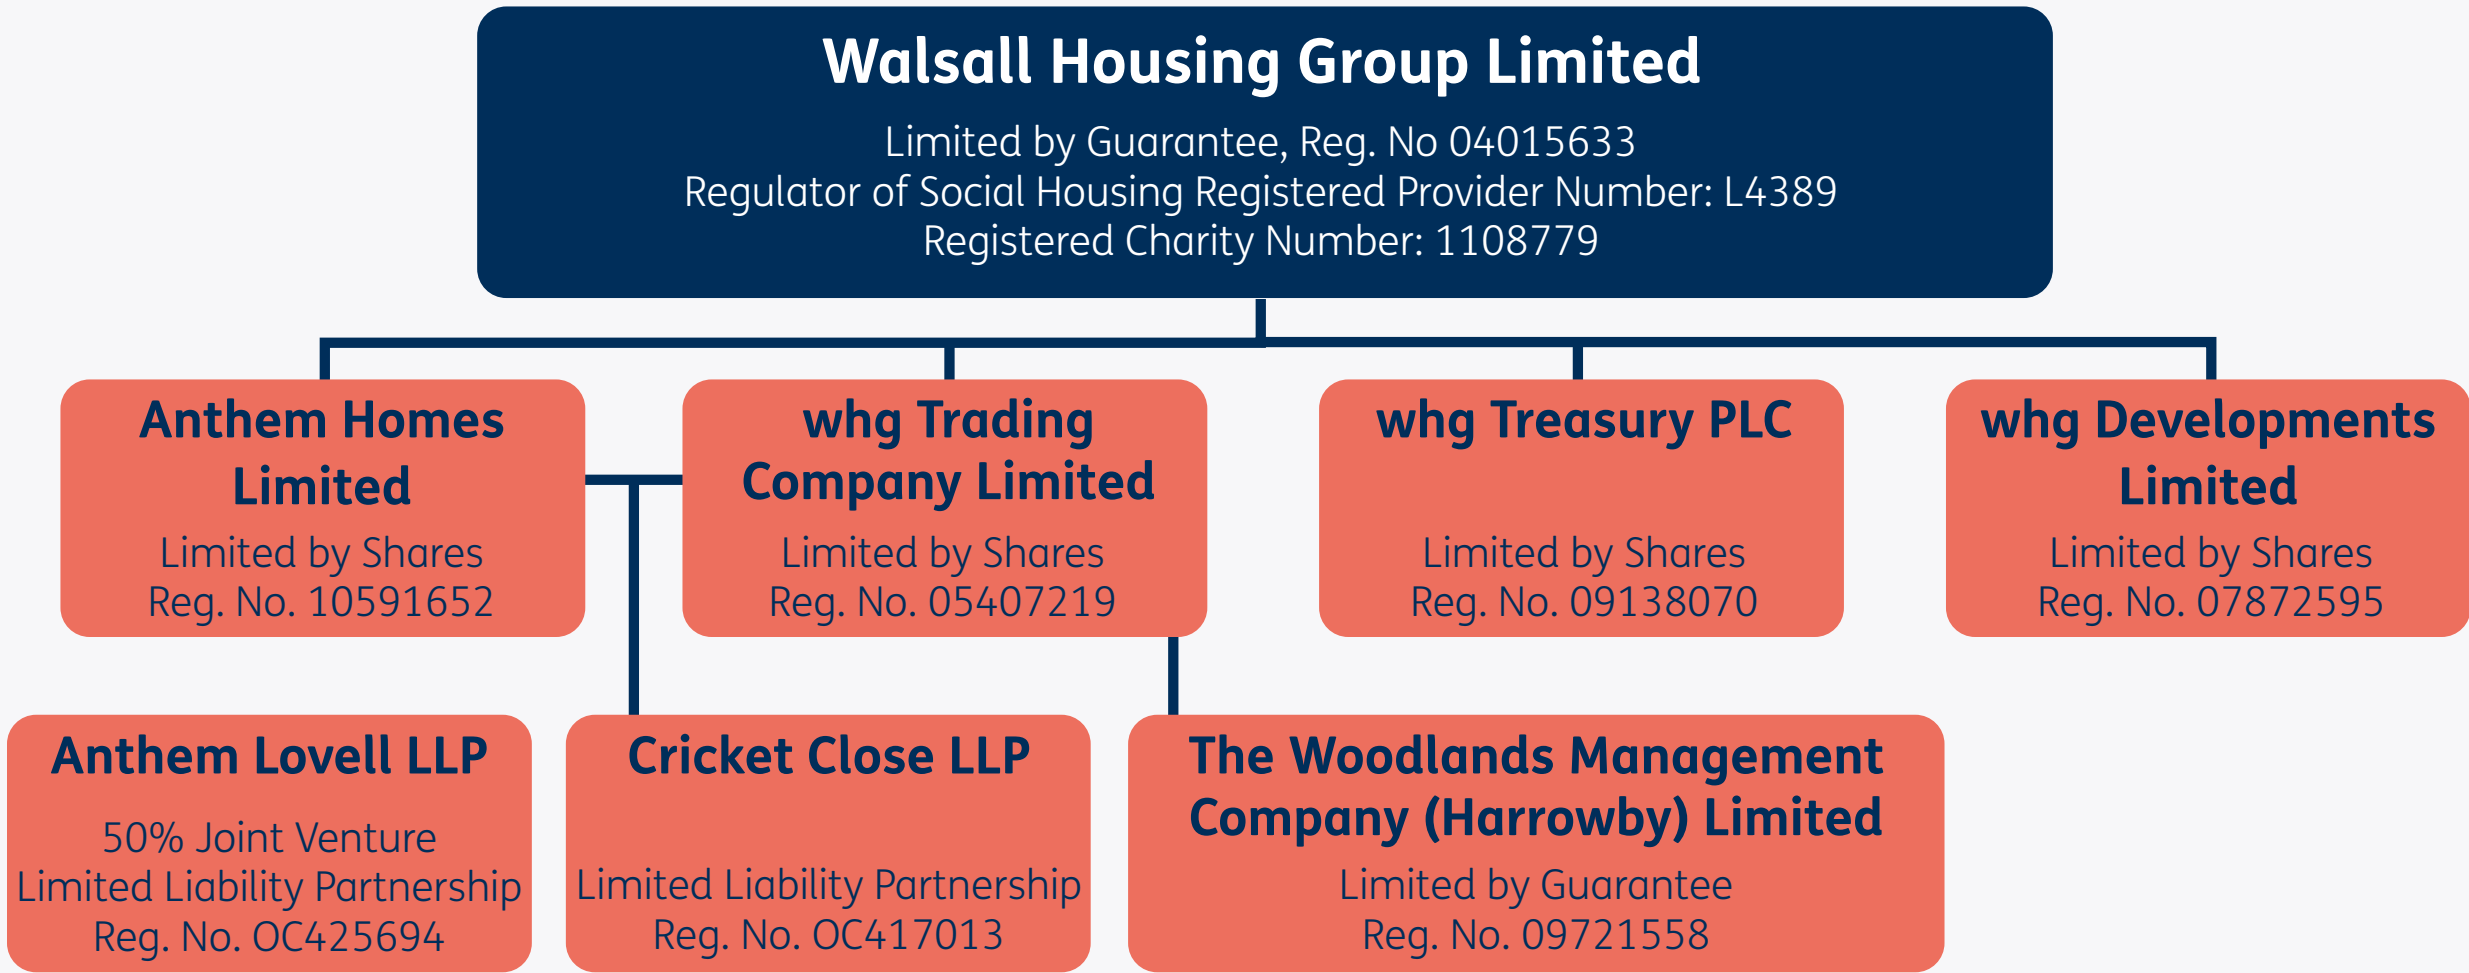 Walsall Housing Group Limited
Limited by Guarantee, Reg. No 04015633
Regulator of Social Housing Registered Provider Number: L4389
Registered Charity Number: 1108779
Anthem Homes
Limited
Limited by Shares
Reg. No. 10591652
whg Trading
Company Limited
Limited by Shares
Reg. No. 05407219
whg Treasury PLC
Limited by Shares
Reg. No. 09138070
whg Developments
Limited
Limited by Shares
Reg. No. 07872595
Anthem Lovell LLP
50% Joint Venture
Limited Liability Partnership
Reg. No. OC425694
Cricket Close LLP
Limited Liability Partnership
Reg. No. OC417013
The Woodlands Management
Company (Harrowby) Limited
Limited by Guarantee
Reg. No. 09721558